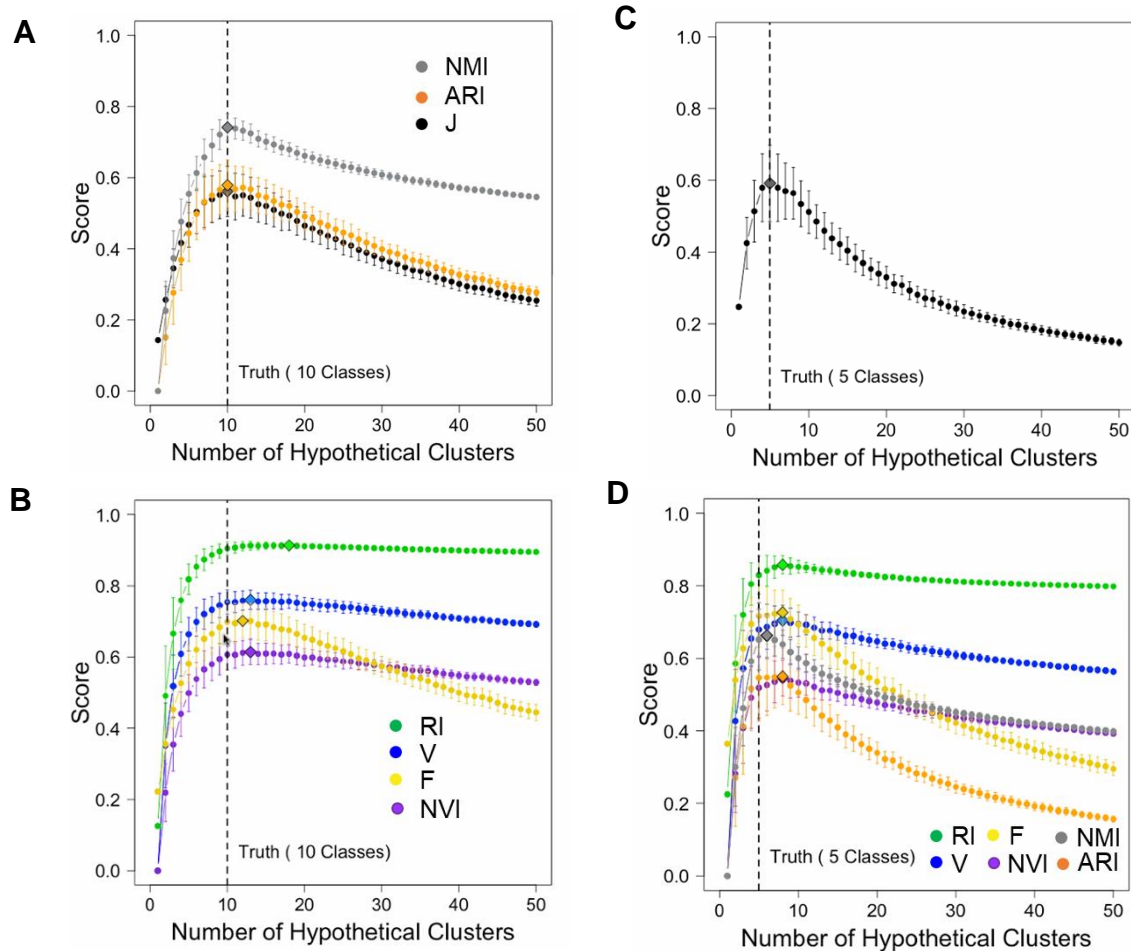 A
1.0
0.8
0.6
0.4
0.2
0.0
Score
NMI
ARI
J
Truth ( 10 Classes)
0 10 20 30 40 50
Number of Hypothetical Clusters
C
1.0
0.8
0.6
0.4
0.2
0.0
Score
Truth ( 5 Classes)
0 10 20 30 40 50
Number of Hypothetical Clusters
B
1.0
0.8
0.6
0.4
0.2
0.0
Score
RI
V
F
NVI
Truth ( 10 Classes)
0 10 20 30 40 50
Number of Hypothetical Clusters
D
1.0
0.8
0.6
0.4
0.2
0.0
Score
RI F NMI
V NVI ARI
Truth ( 5 Classes)
0 10 20 30 40 50
Number of Hypothetical Clusters